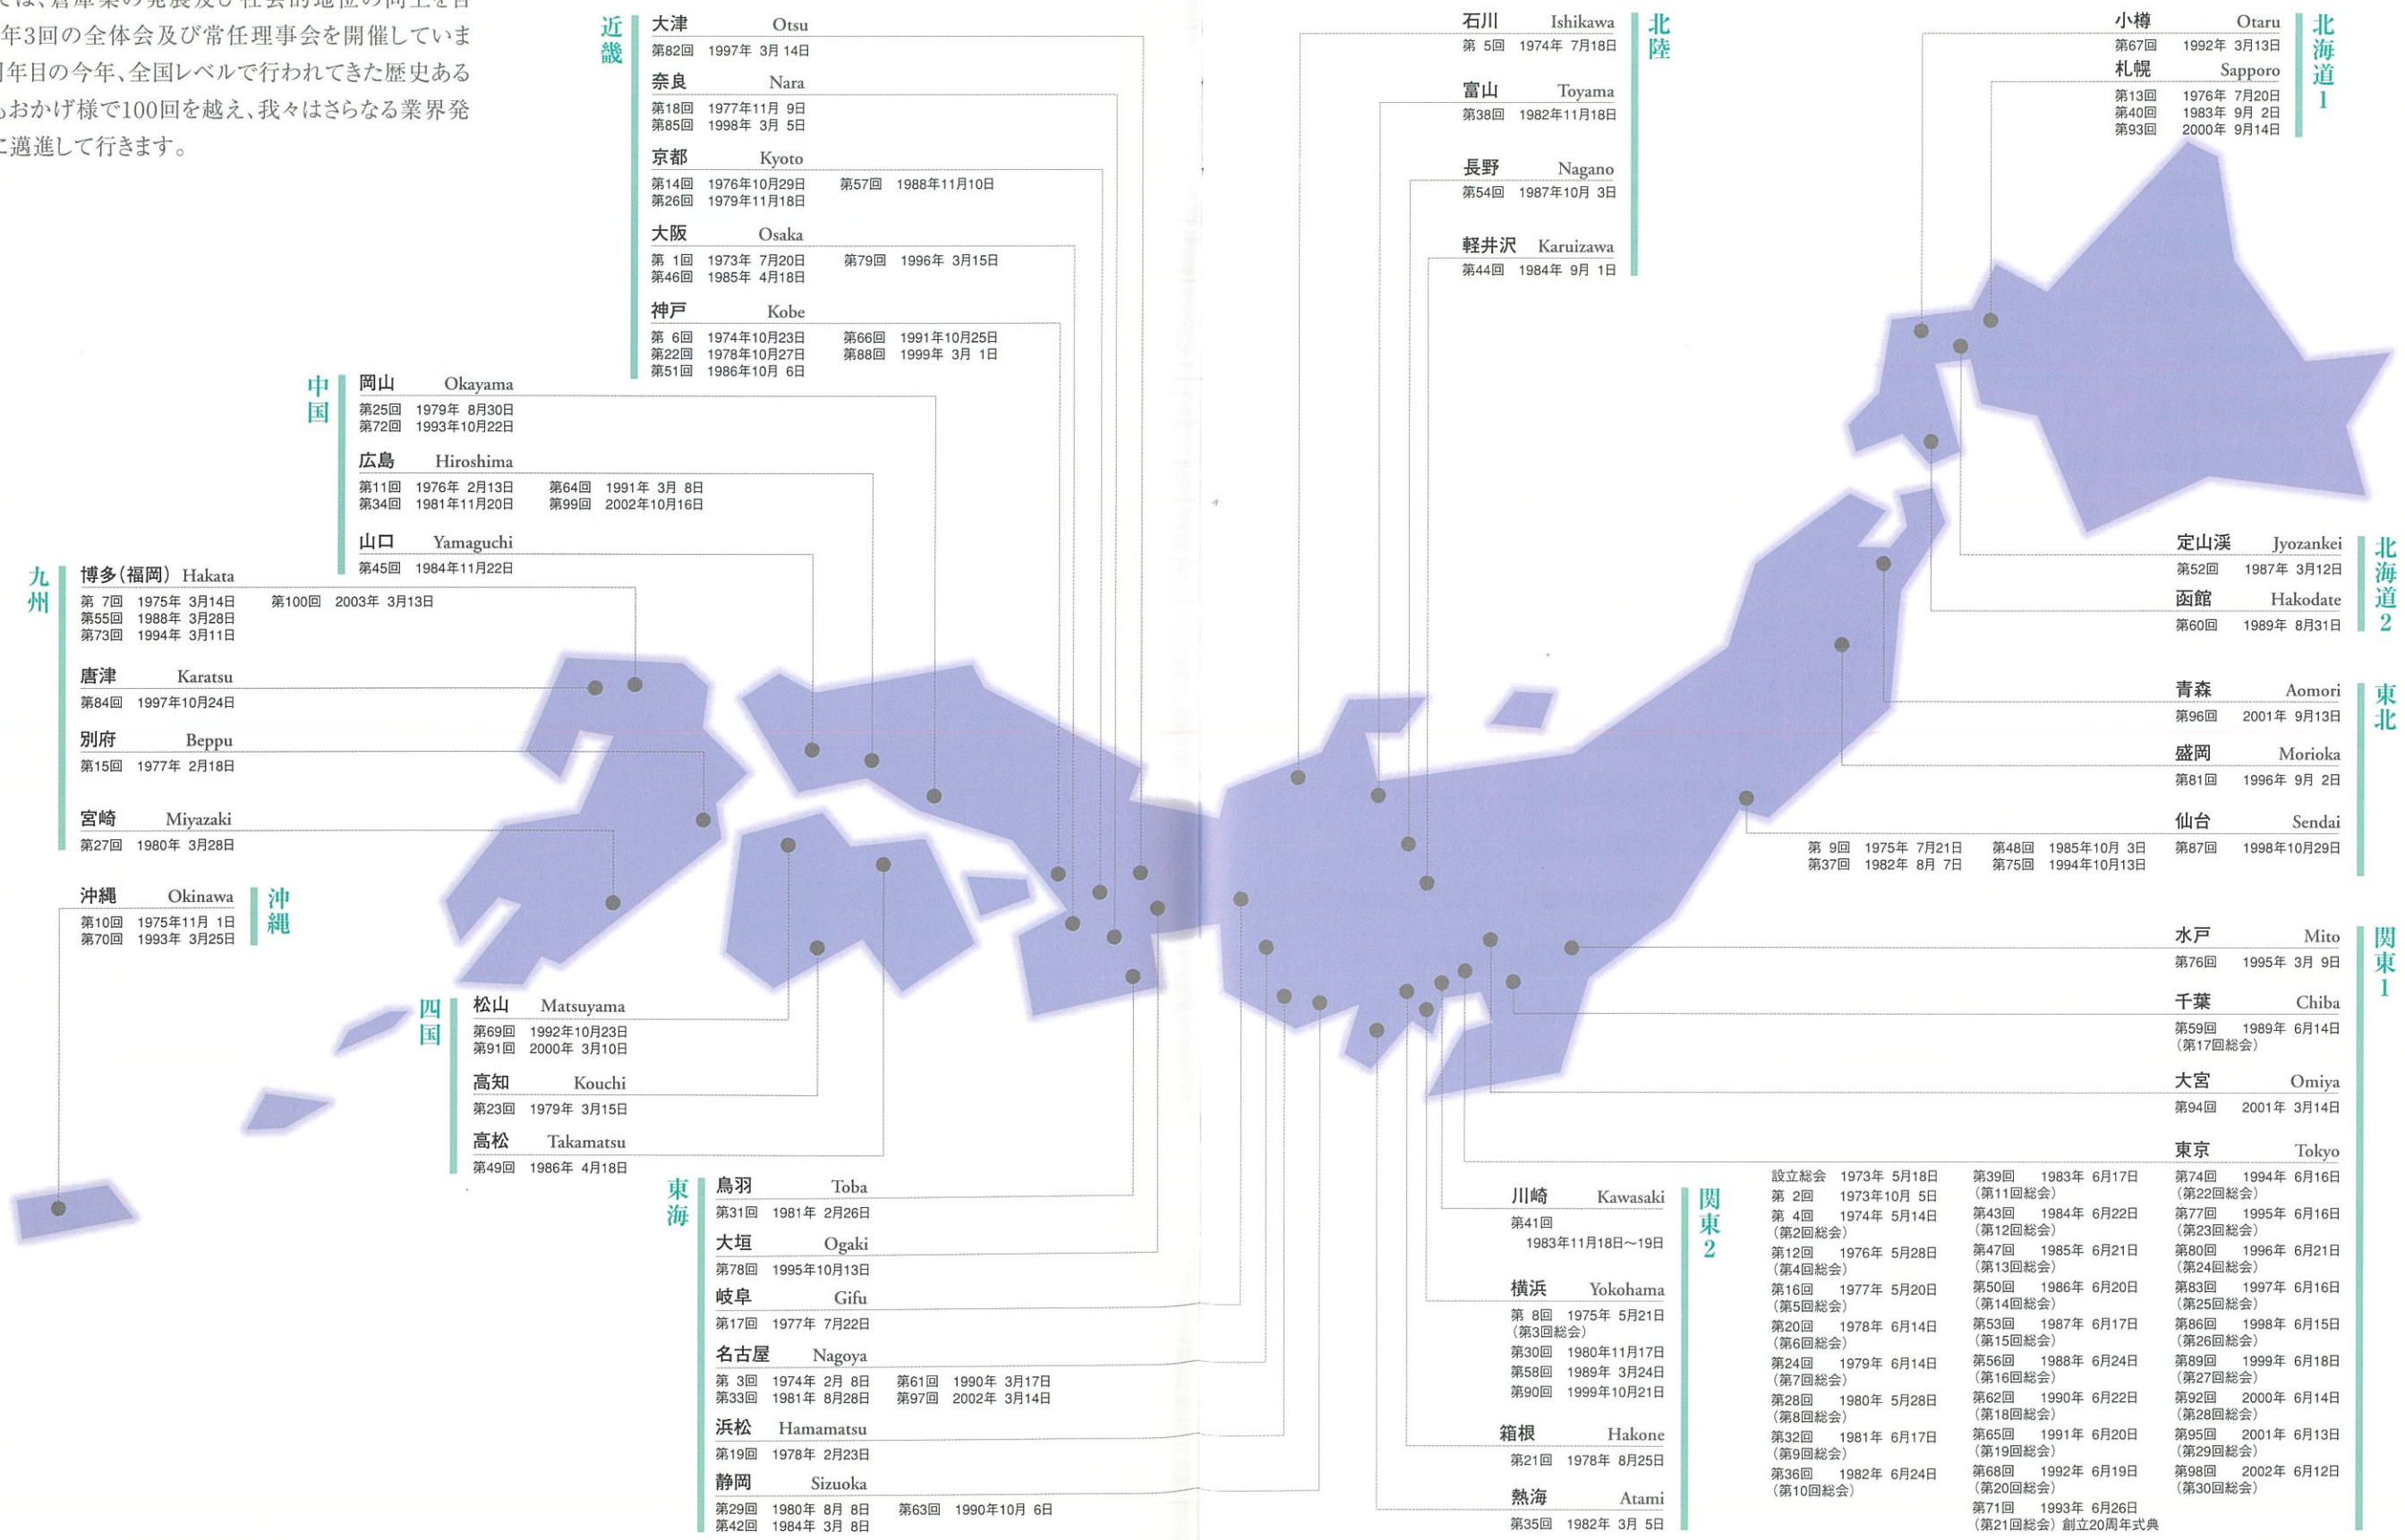 では、倉庫業の発展及び社会的地位の向上を目
年3回の全体会及び常任理事会を開催していま
周年目の今年、全国レベルで行われてきた歴史ある
もおかげ様で100回を越え、我々はさらなる業界発
に邁進して行きます。
近畿
大津 Otsu
第82回 1997年 3月14日
奈良 Nara
第18回 1977年11月 9日
第85回 1998年 3月 5日
京都 Kyoto
第14回 1976年10月29日 第57回 1988年11月10日
第26回 1979年11月18日
大阪 Osaka
第 1回 1973年 7月20日 第79回 1996年 3月15日
第46回 1985年 4月18日
神戸 Kobe
第 6回 1974年10月23日 第66回 1991年10月25日
第22回 1978年10月27日 第88回 1999年 3月 1日
第51回 1986年10月 6日
中国
岡山 Okayama
第25回 1979年 8月30日
第72回 1993年10月22日
広島 Hiroshima
第11回 1976年 2月13日 第64回 1991年 3月 8日
第34回 1981年11月20日 第99回 2002年10月16日
山口 Yamaguchi
第45回 1984年11月22日
九州
博多(福岡) Hakata
第 7回 1975年 3月14日 第100回 2003年 3月13日
第55回 1988年 3月28日
第73回 1994年 3月11日
唐津 Karatsu
第84回 1997年10月24日
別府 Beppu
第15回 1977年 2月18日
宮崎 Miyazaki
第27回 1980年 3月28日
沖縄
沖縄 Okinawa
第10回 1975年11月 1日
第70回 1993年 3月25日
四国
松山 Matsuyama
第69回 1992年10月23日
第91回 2000年 3月10日
高知 Kouchi
第23回 1979年 3月15日
高松 Takamatsu
第49回 1986年 4月18日
東海
鳥羽 Toba
第31回 1981年 2月26日
大垣 Ogaki
第78回 1995年10月13日
岐阜 Gifu
第17回 1977年 7月22日
名古屋 Nagoya
第 3回 1974年 2月 8日 第61回 1990年 3月17日
第33回 1981年 8月28日 第97回 2002年 3月14日
浜松 Hamamatsu
第19回 1978年 2月23日
静岡 Sizuoka
第29回 1980年 8月 8日 第63回 1990年10月 6日
第42回 1984年 3月 8日
北陸
石川 Ishikawa
第 5回 1974年 7月18日
富山 Toyama
第38回 1982年11月18日
長野 Nagano
第54回 1987年10月 3日
軽井沢 Karuizawa
第44回 1984年 9月 1日
北海道1
小樽 Otaru
第67回 1992年 3月13日
札幌 Sapporo
第13回 1976年 7月20日
第40回 1983年 9月 2日
第93回 2000年 9月14日
北海道2
定山渓 Jyozankei
第52回 1987年 3月12日
函館 Hakodate
第60回 1989年 8月31日
東北
青森 Aomori
第96回 2001年 9月13日
盛岡 Morioka
第81回 1996年 9月 2日
仙台 Sendai
第 9回 1975年 7月21日 第48回 1985年10月 3日 第87回 1998年10月29日
第37回 1982年 8月 7日 第75回 1994年10月13日
関東1
水戸 Mito
第76回 1995年 3月 9日
千葉 Chiba
第59回 1989年 6月14日
(第17回総会)
大宮 Omiya
第94回 2001年 3月14日
東京 Tokyo
設立総会 1973年 5月18日
第 2回 1973年10月 5日
第 4回 1974年 5月14日
(第2回総会)
第12回 1976年 5月28日
(第4回総会)
第16回 1977年 5月20日
(第5回総会)
第20回 1978年 6月14日
(第6回総会)
第24回 1979年 6月14日
(第7回総会)
第28回 1980年 5月28日
(第8回総会)
第32回 1981年 6月17日
(第9回総会)
第36回 1982年 6月24日
(第10回総会)
第39回 1983年 6月17日
(第11回総会)
第43回 1984年 6月22日
(第12回総会)
第47回 1985年 6月21日
(第13回総会)
第50回 1986年 6月20日
(第14回総会)
第53回 1987年 6月17日
(第15回総会)
第56回 1988年 6月24日
(第16回総会)
第62回 1990年 6月22日
(第18回総会)
第65回 1991年 6月20日
(第19回総会)
第68回 1992年 6月19日
(第20回総会)
第71回 1993年 6月26日
(第21回総会)創立20周年式典
第74回 1994年 6月16日
(第22回総会)
第77回 1995年 6月16日
(第23回総会)
第80回 1996年 6月21日
(第24回総会)
第83回 1997年 6月16日
(第25回総会)
第86回 1998年 6月15日
(第26回総会)
第89回 1999年 6月18日
(第27回総会)
第92回 2000年 6月14日
(第28回総会)
第95回 2001年 6月13日
(第29回総会)
第98回 2002年 6月12日
(第30回総会)
関東2
川崎 Kawasaki
第41回
1983年11月18日〜19日
横浜 Yokohama
第 8回 1975年 5月21日
(第3回総会)
第30回 1980年11月17日
第58回 1989年 3月24日
第90回 1999年10月21日
箱根 Hakone
第21回 1978年 8月25日
熱海 Atami
第35回 1982年 3月 5日